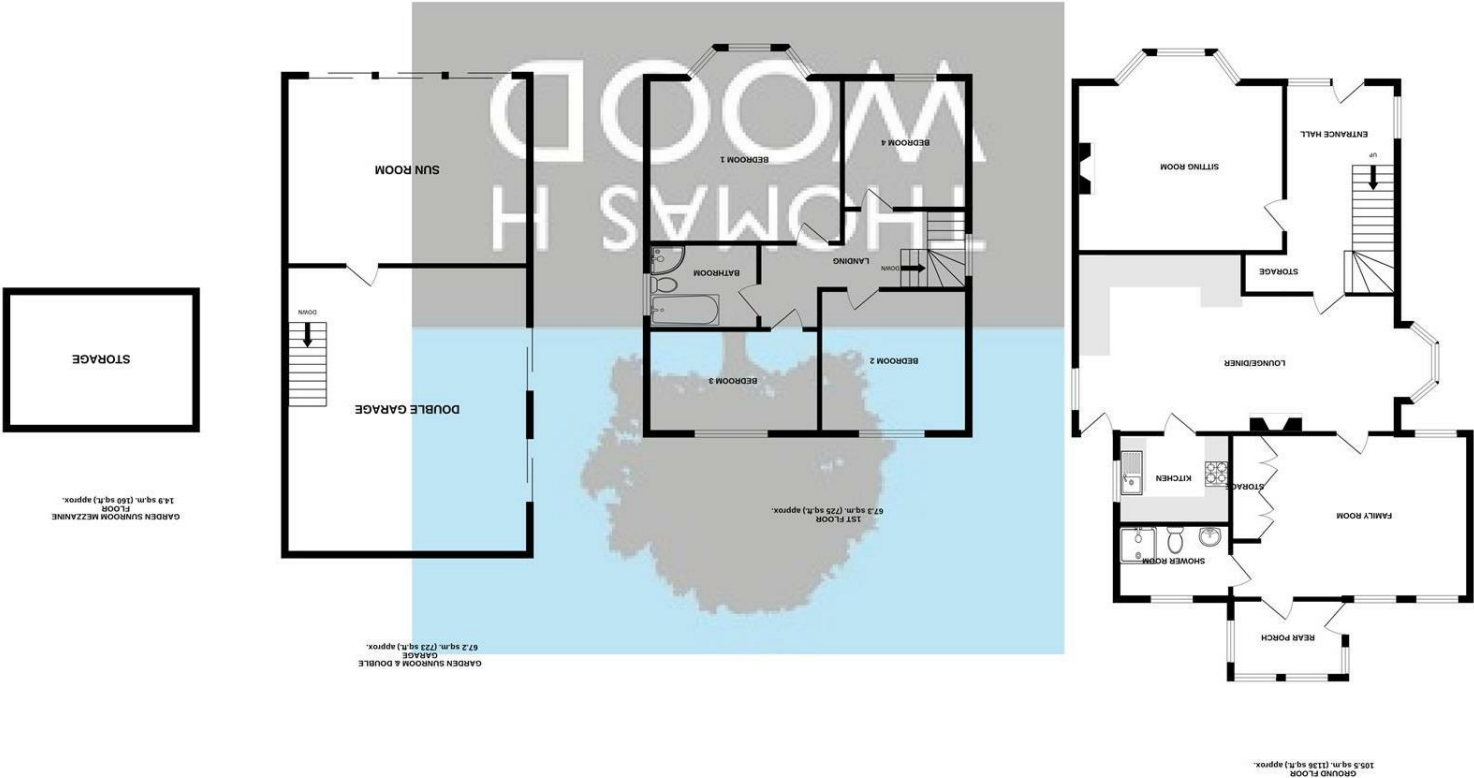 GROUND FLOOR
105.5 sq.m. (1136 sq.ft.) approx.
REAR PORCH
SHOWER ROOM
FAMILY ROOM
STORAGE
KITCHEN
LOUNGE/DINER
STORAGE
UP
SITTING ROOM
ENTRANCE HALL
1ST FLOOR
67.3 sq.m. (725 sq.ft.) approx.
BEDROOM 2
BEDROOM 3
DOWN
LANDING
BATHROOM
BEDROOM 4
BEDROOM 1
THOMAS H
WOOD
GARDEN SUNROOM & DOUBLE
GARAGE
67.2 sq.m. (723 sq.ft.) approx.
DOUBLE GARAGE
DOWN
SUN ROOM
GARDEN SUNROOM MEZZANINE
FLOOR
14.9 sq.m. (160 sq.ft.) approx.
STORAGE